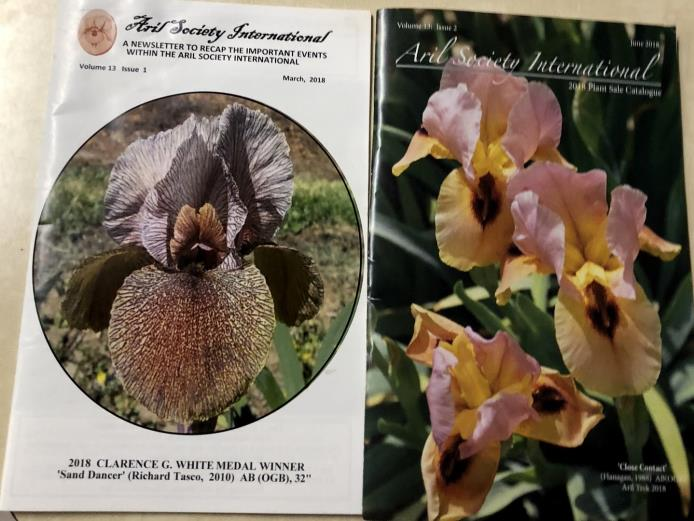 Aril Society International
A NEWSLETTER TO RECAP THE IMPORTANT EVENTS
WITHIN THE ARIL SOCIETY INTERNATIONAL
Volume 13 Issue 1
March, 2018
2018 CLARENCE G. WHITE MEDAL WINNER
'Sand Dancer' (Richard Tasco, 2010) AB (OGB), 32"
Volume 13: Issue 2
June 2018
Aril Society International
2018 Plant Sale Catalogue
'Close Contact'
(Flanagan, 1988) AB(OG
Aril Trek 2018